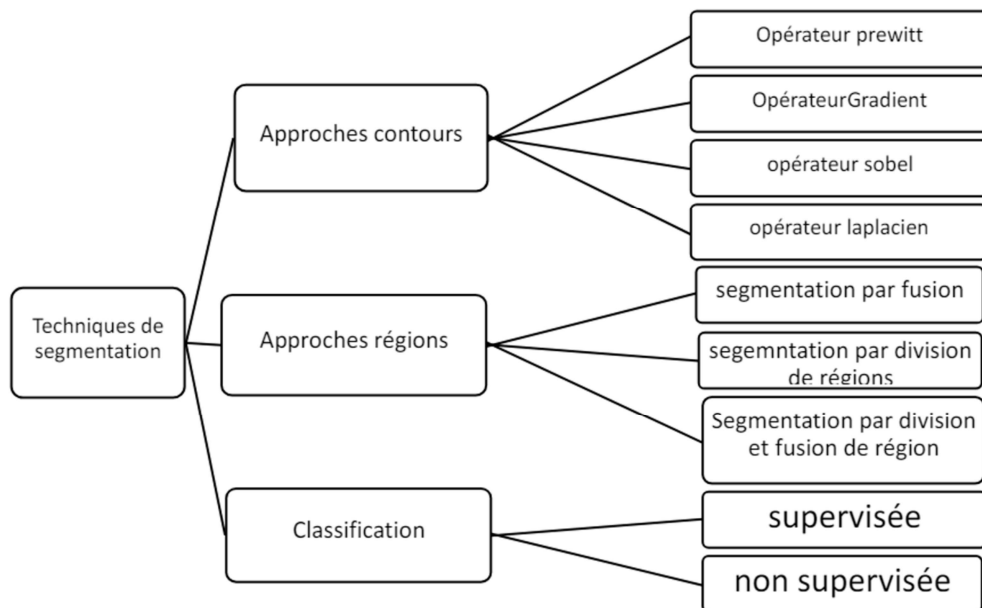 Techniques de
segmentation
Approches contours
Opérateur prewitt
OpérateurGradient
opérateur sobel
opérateur laplacien
Approches régions
segmentation par fusion
segemntation par division
de régions
Segmentation par division
et fusion de région
Classification
supervisée
non supervisée